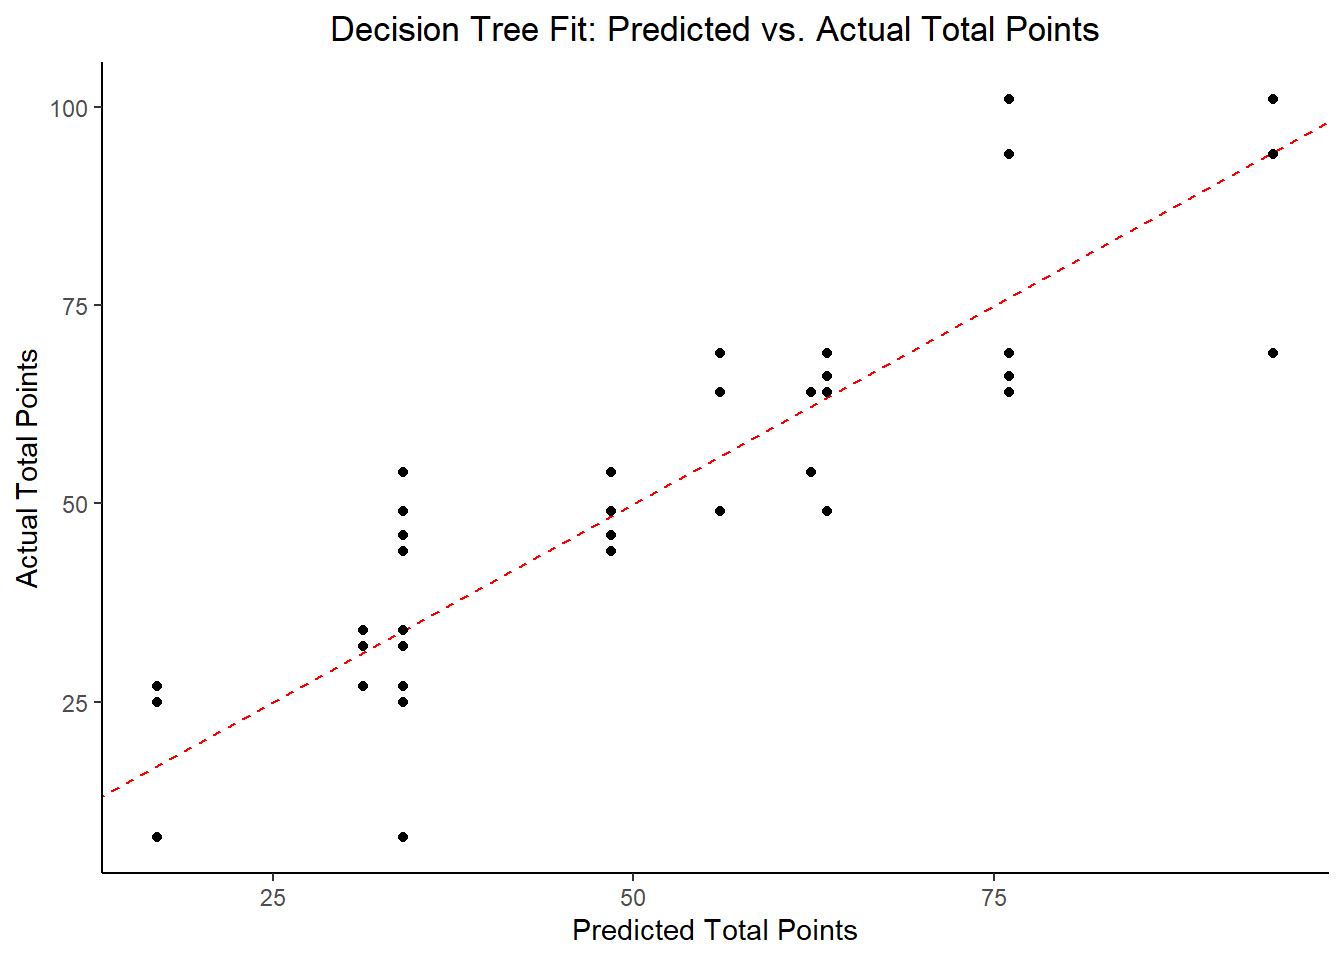 Decision Tree Fit: Predicted vs. Actual Total Points
100
75
50
25
Actual Total Points
25 50 75
Predicted Total Points